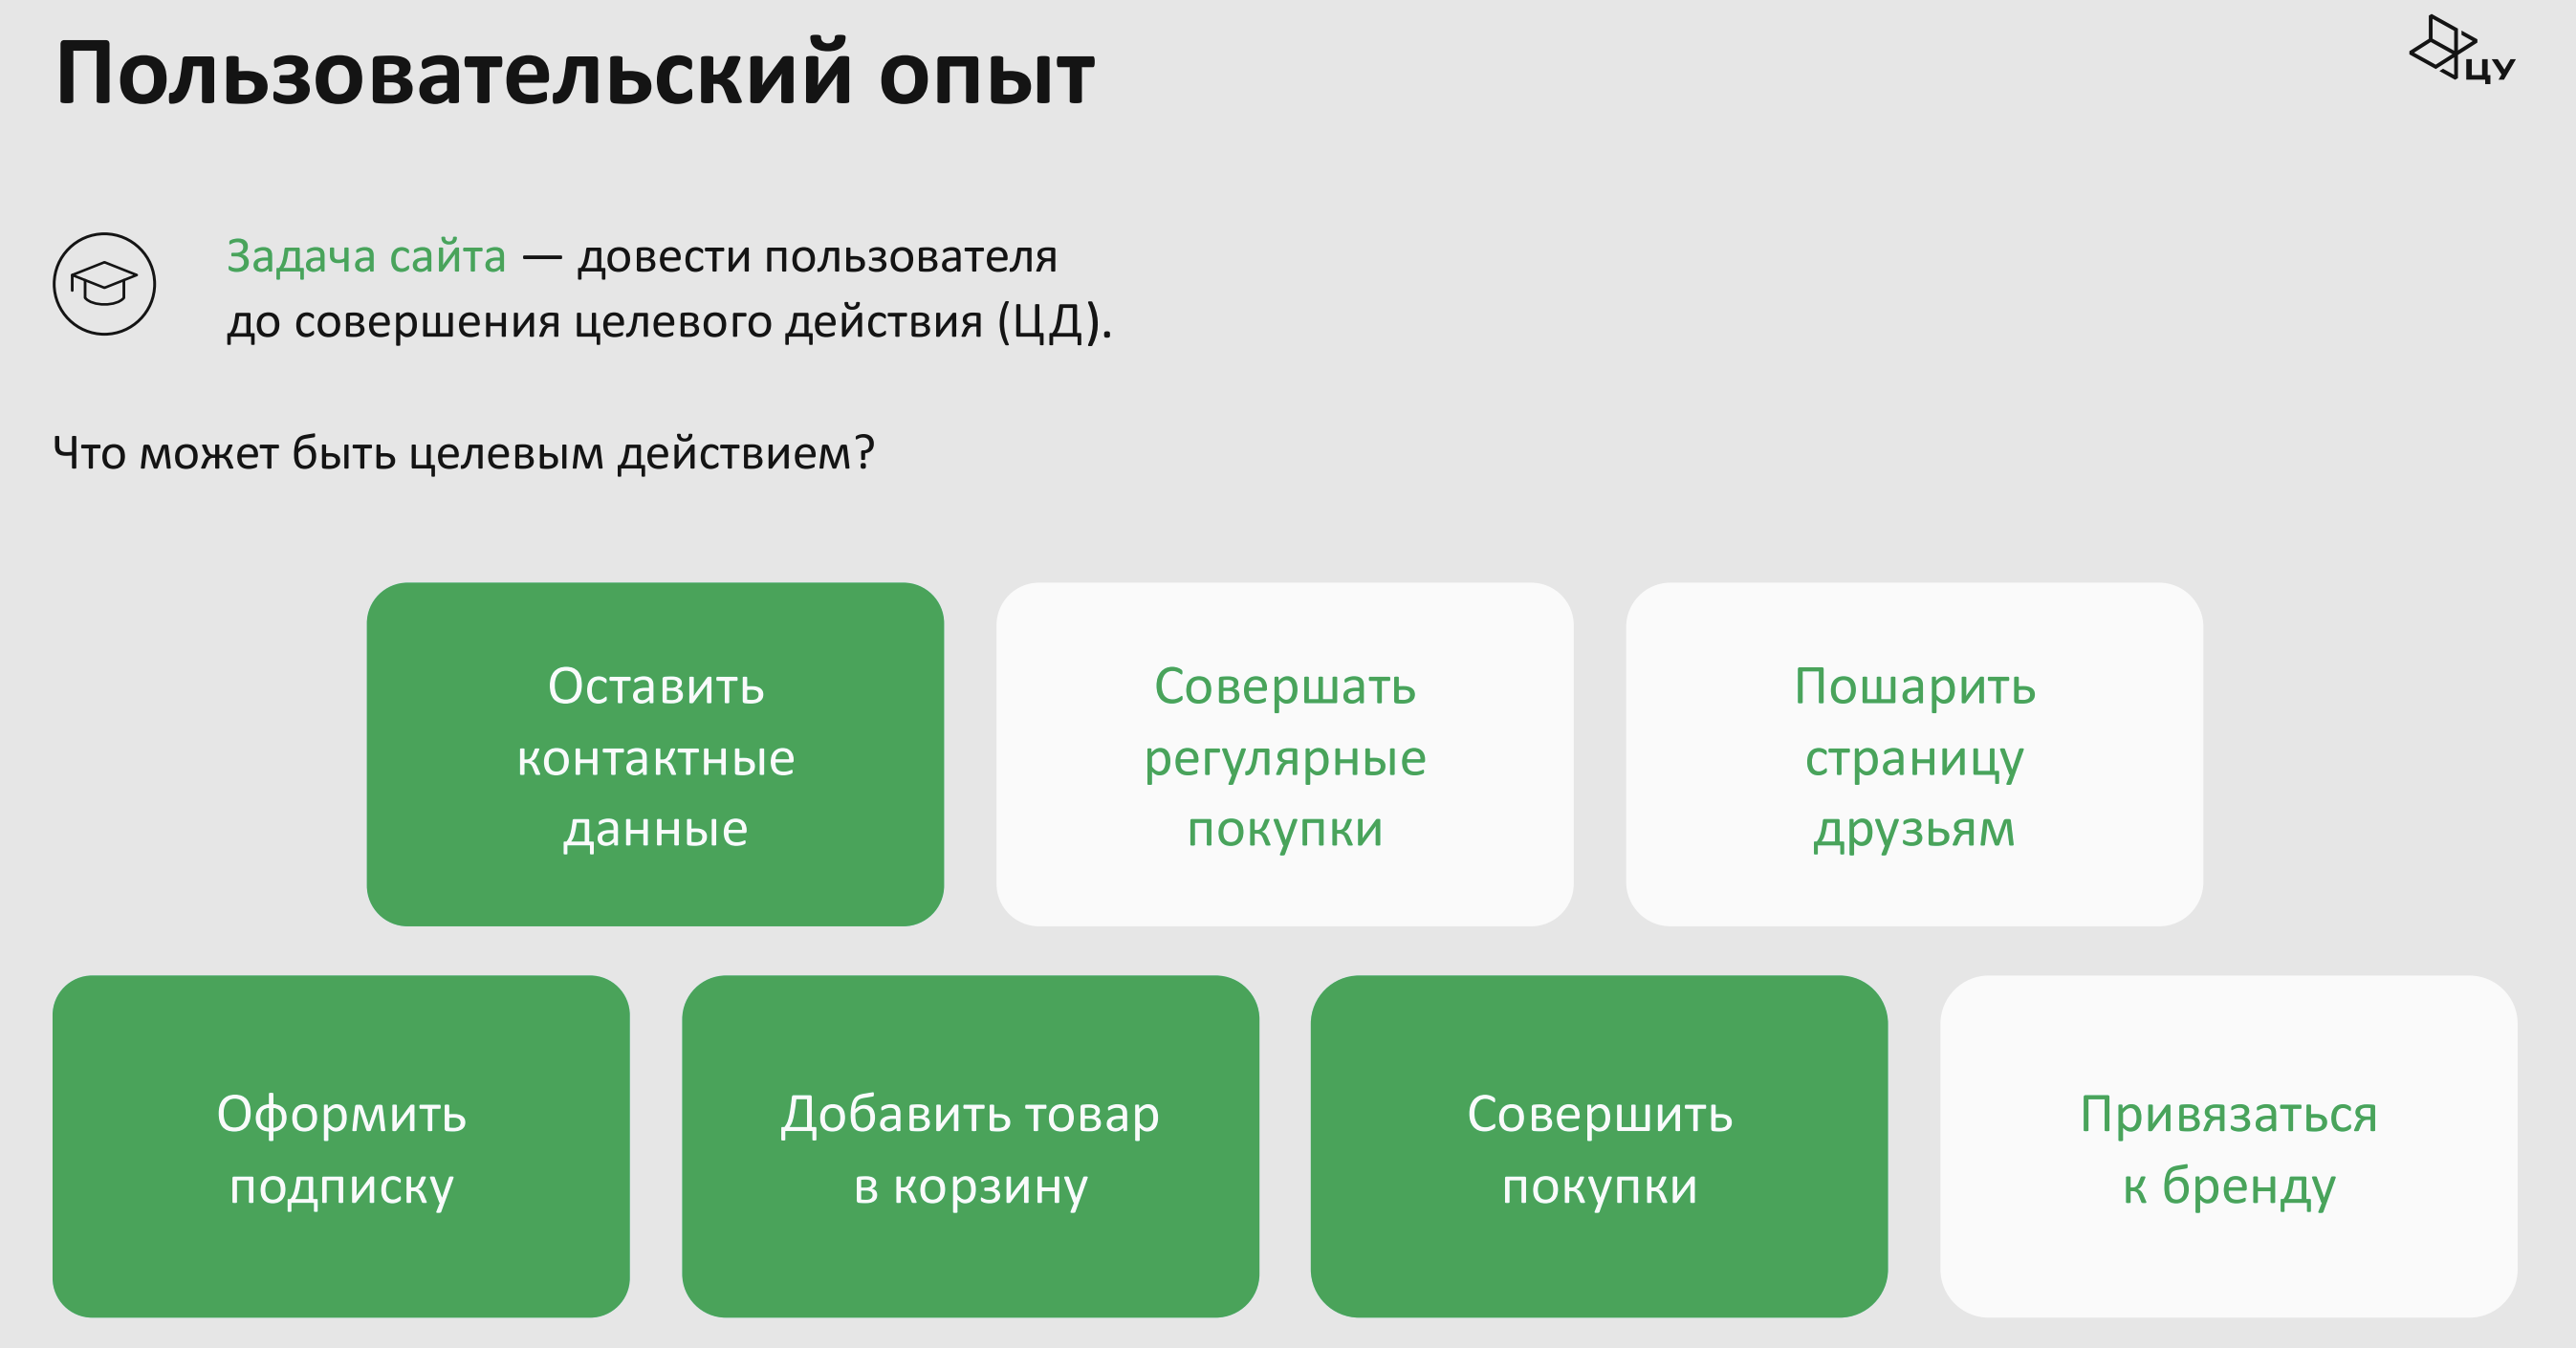 Пользовательский опыт
ЦУ
Задача сайта — довести пользователя
до совершения целевого действия (ЦД).
Что может быть целевым действием?
Оставить
контактные
данные
Совершать
регулярные
покупки
Пошарить
страницу
друзьям
Оформить
подписку
Добавить товар
в корзину
Совершить
покупки
Привязаться
к бренду